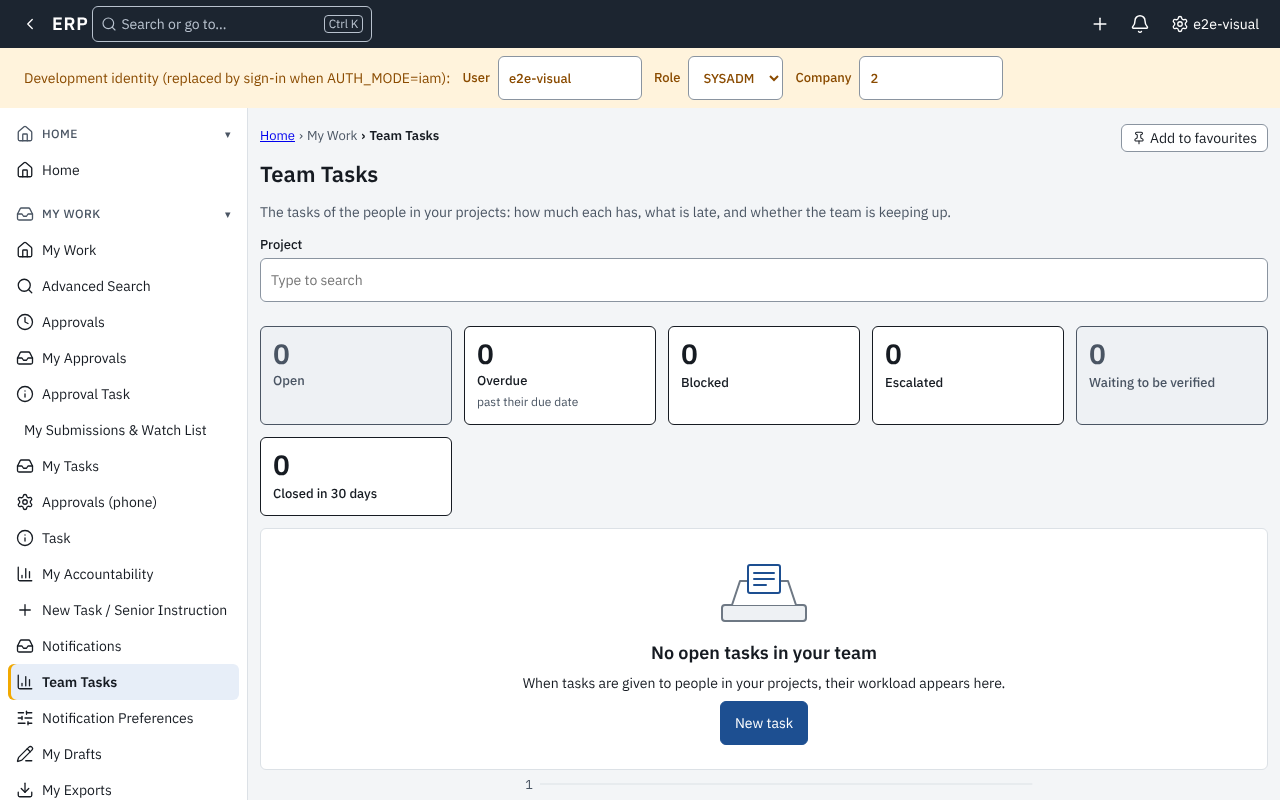 ERP
Search or go to...
Ctrl K
e2e-visual
Development identity (replaced by sign-in when AUTH_MODE=iam):
User
e2e-visual
Role
SYSADM
Company
2
HOME
Home
MY WORK
My Work
Advanced Search
Approvals
My Approvals
Approval Task
My Submissions & Watch List
My Tasks
Approvals (phone)
Task
My Accountability
New Task / Senior Instruction
Notifications
Team Tasks
Notification Preferences
My Drafts
My Exports
Home › My Work › Team Tasks
Add to favourites
Team Tasks
The tasks of the people in your projects: how much each has, what is late, and whether the team is keeping up.
Project
Type to search
0
Open
0
Overdue
past their due date
0
Blocked
0
Escalated
0
Waiting to be verified
0
Closed in 30 days
No open tasks in your team
When tasks are given to people in your projects, their workload appears here.
New task
1